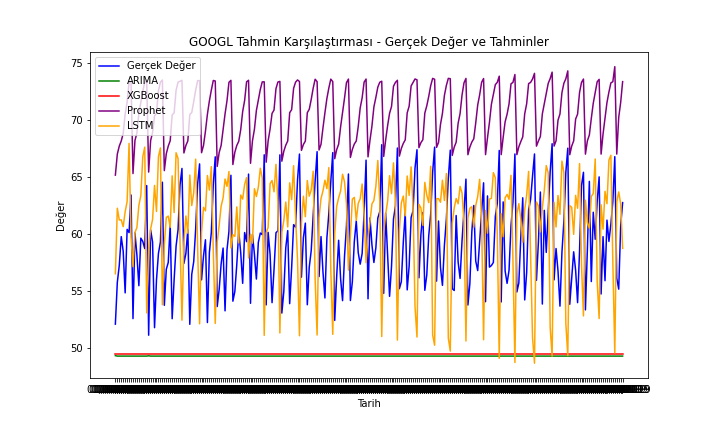 GOOGL Tahmin Karşılaştırması - Gerçek Değer ve Tahminler
Gerçek Değer
ARIMA
XGBoost
Prophet
LSTM
75
70
65
60
55
50
Değer
Tarih